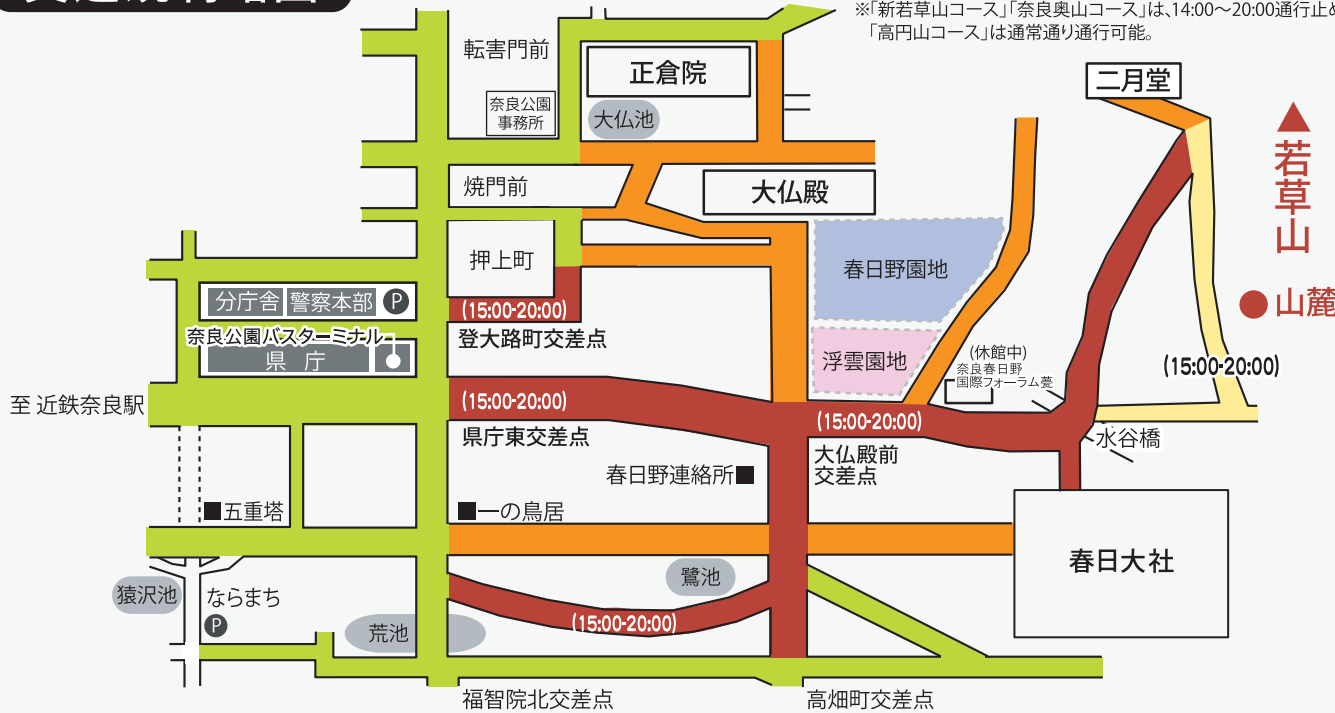 交通規制略図
※「新若草山コース」「奈良奥山コース」は、14:00〜20:00通行止め
「高円山コース」は通常通り通行可能。
転害門前
正倉院
二月堂
奈良公園
事務所
大仏池
▲若草山
焼門前
大仏殿
押上町
春日野園地
分庁舎
警察本部
P
(15:00-20:00)
●山麓
奈良公園バスターミナル
登大路町交差点
県庁
浮雲園地
(休館中)
奈良春日野
国際フォーラム甍
(15:00-20:00)
至 近鉄奈良駅
(15:00-20:00)
(15:00-20:00)
県庁東交差点
水谷橋
大仏殿前
交差点
春日野連絡所■
■五重塔
■一の鳥居
春日大社
鷺池
猿沢池
ならまち
P
荒池
(15:00-20:00)
福智院北交差点
高畑町交差点